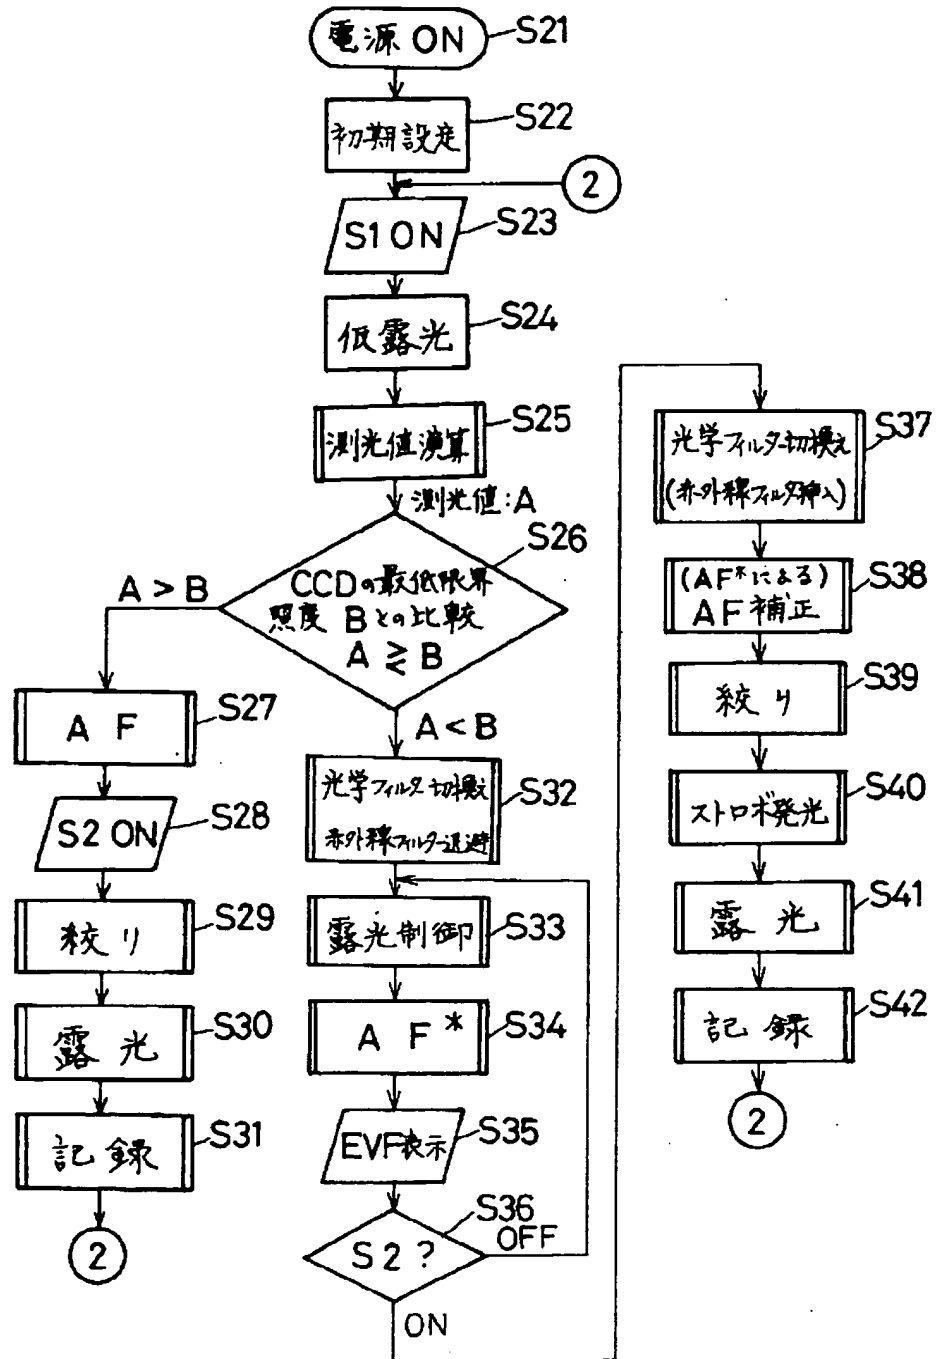 電源 ON
S21
初期設定
S22
2
S1 ON
S23
低露光
S24
測光値演算
S25
測光値:A
CCDの最低限界
照度 B との比較
A ≧≦ B
S26
A > B
A F
S27
S2 ON
S28
絞り
S29
露光
S30
記録
S31
2
A < B
光学フィルター切換え
赤外線フィルター退避
S32
露光制御
S33
A F *
S34
EVF表示
S35
S2 ?
S36
OFF
ON
光学フィルター切換え
(赤外線フィルタ挿入)
S37
(AF*による)
AF補正
S38
絞り
S39
ストロボ発光
S40
露光
S41
記録
S42
2